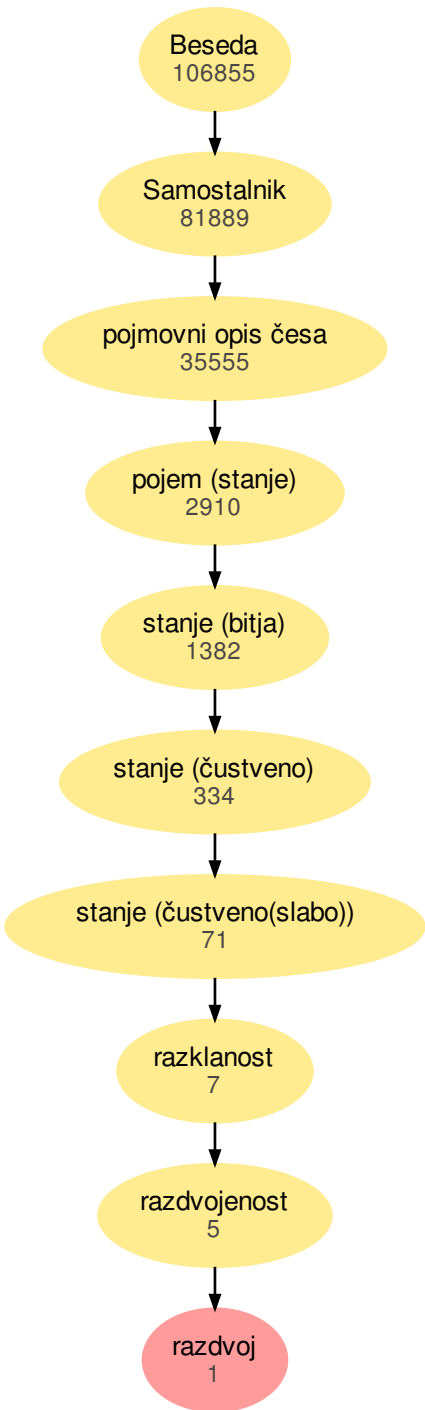 Beseda
106855
Samostalnik
81889
pojmovni opis česa
35555
pojem (stanje)
2910
stanje (bitja)
1382
stanje (čustveno)
334
stanje (čustveno(slabo))
71
razklanost
7
razdvojenost
5
razdvoj
1